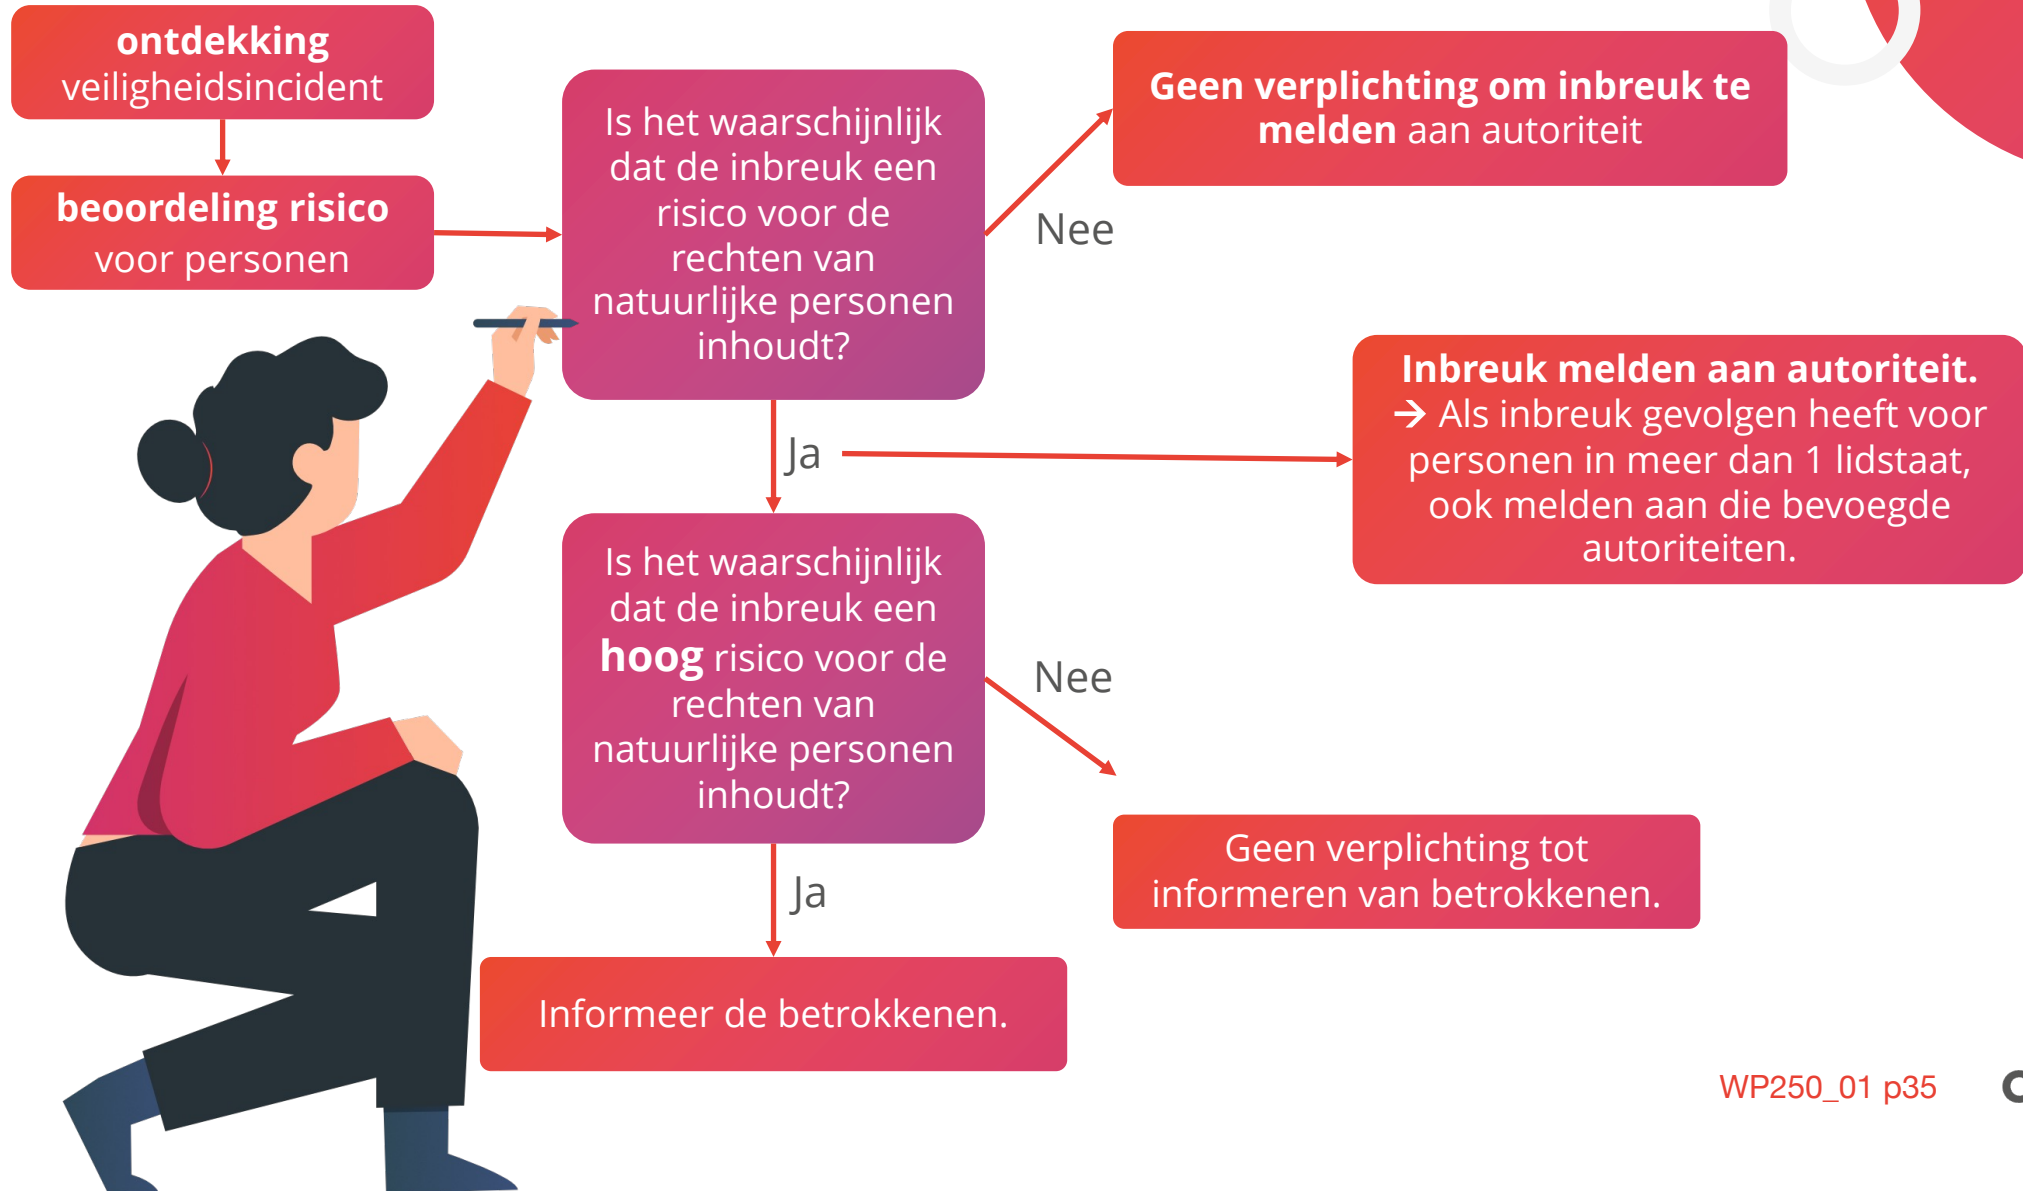 ontdekking
veiligheidsincident
beoordeling risico
voor personen
Is het waarschijnlijk
dat de inbreuk een
risico voor de
rechten van
natuurlijke personen
inhoudt?
Nee
Geen verplichting om inbreuk te
melden aan autoriteit
Ja
Inbreuk melden aan autoriteit.
→ Als inbreuk gevolgen heeft voor
personen in meer dan 1 lidstaat,
ook melden aan die bevoegde
autoriteiten.
Is het waarschijnlijk
dat de inbreuk een
hoog risico voor de
rechten van
natuurlijke personen
inhoudt?
Nee
Geen verplichting tot
informeren van betrokkenen.
Ja
Informeer de betrokkenen.
WP250_01 p35